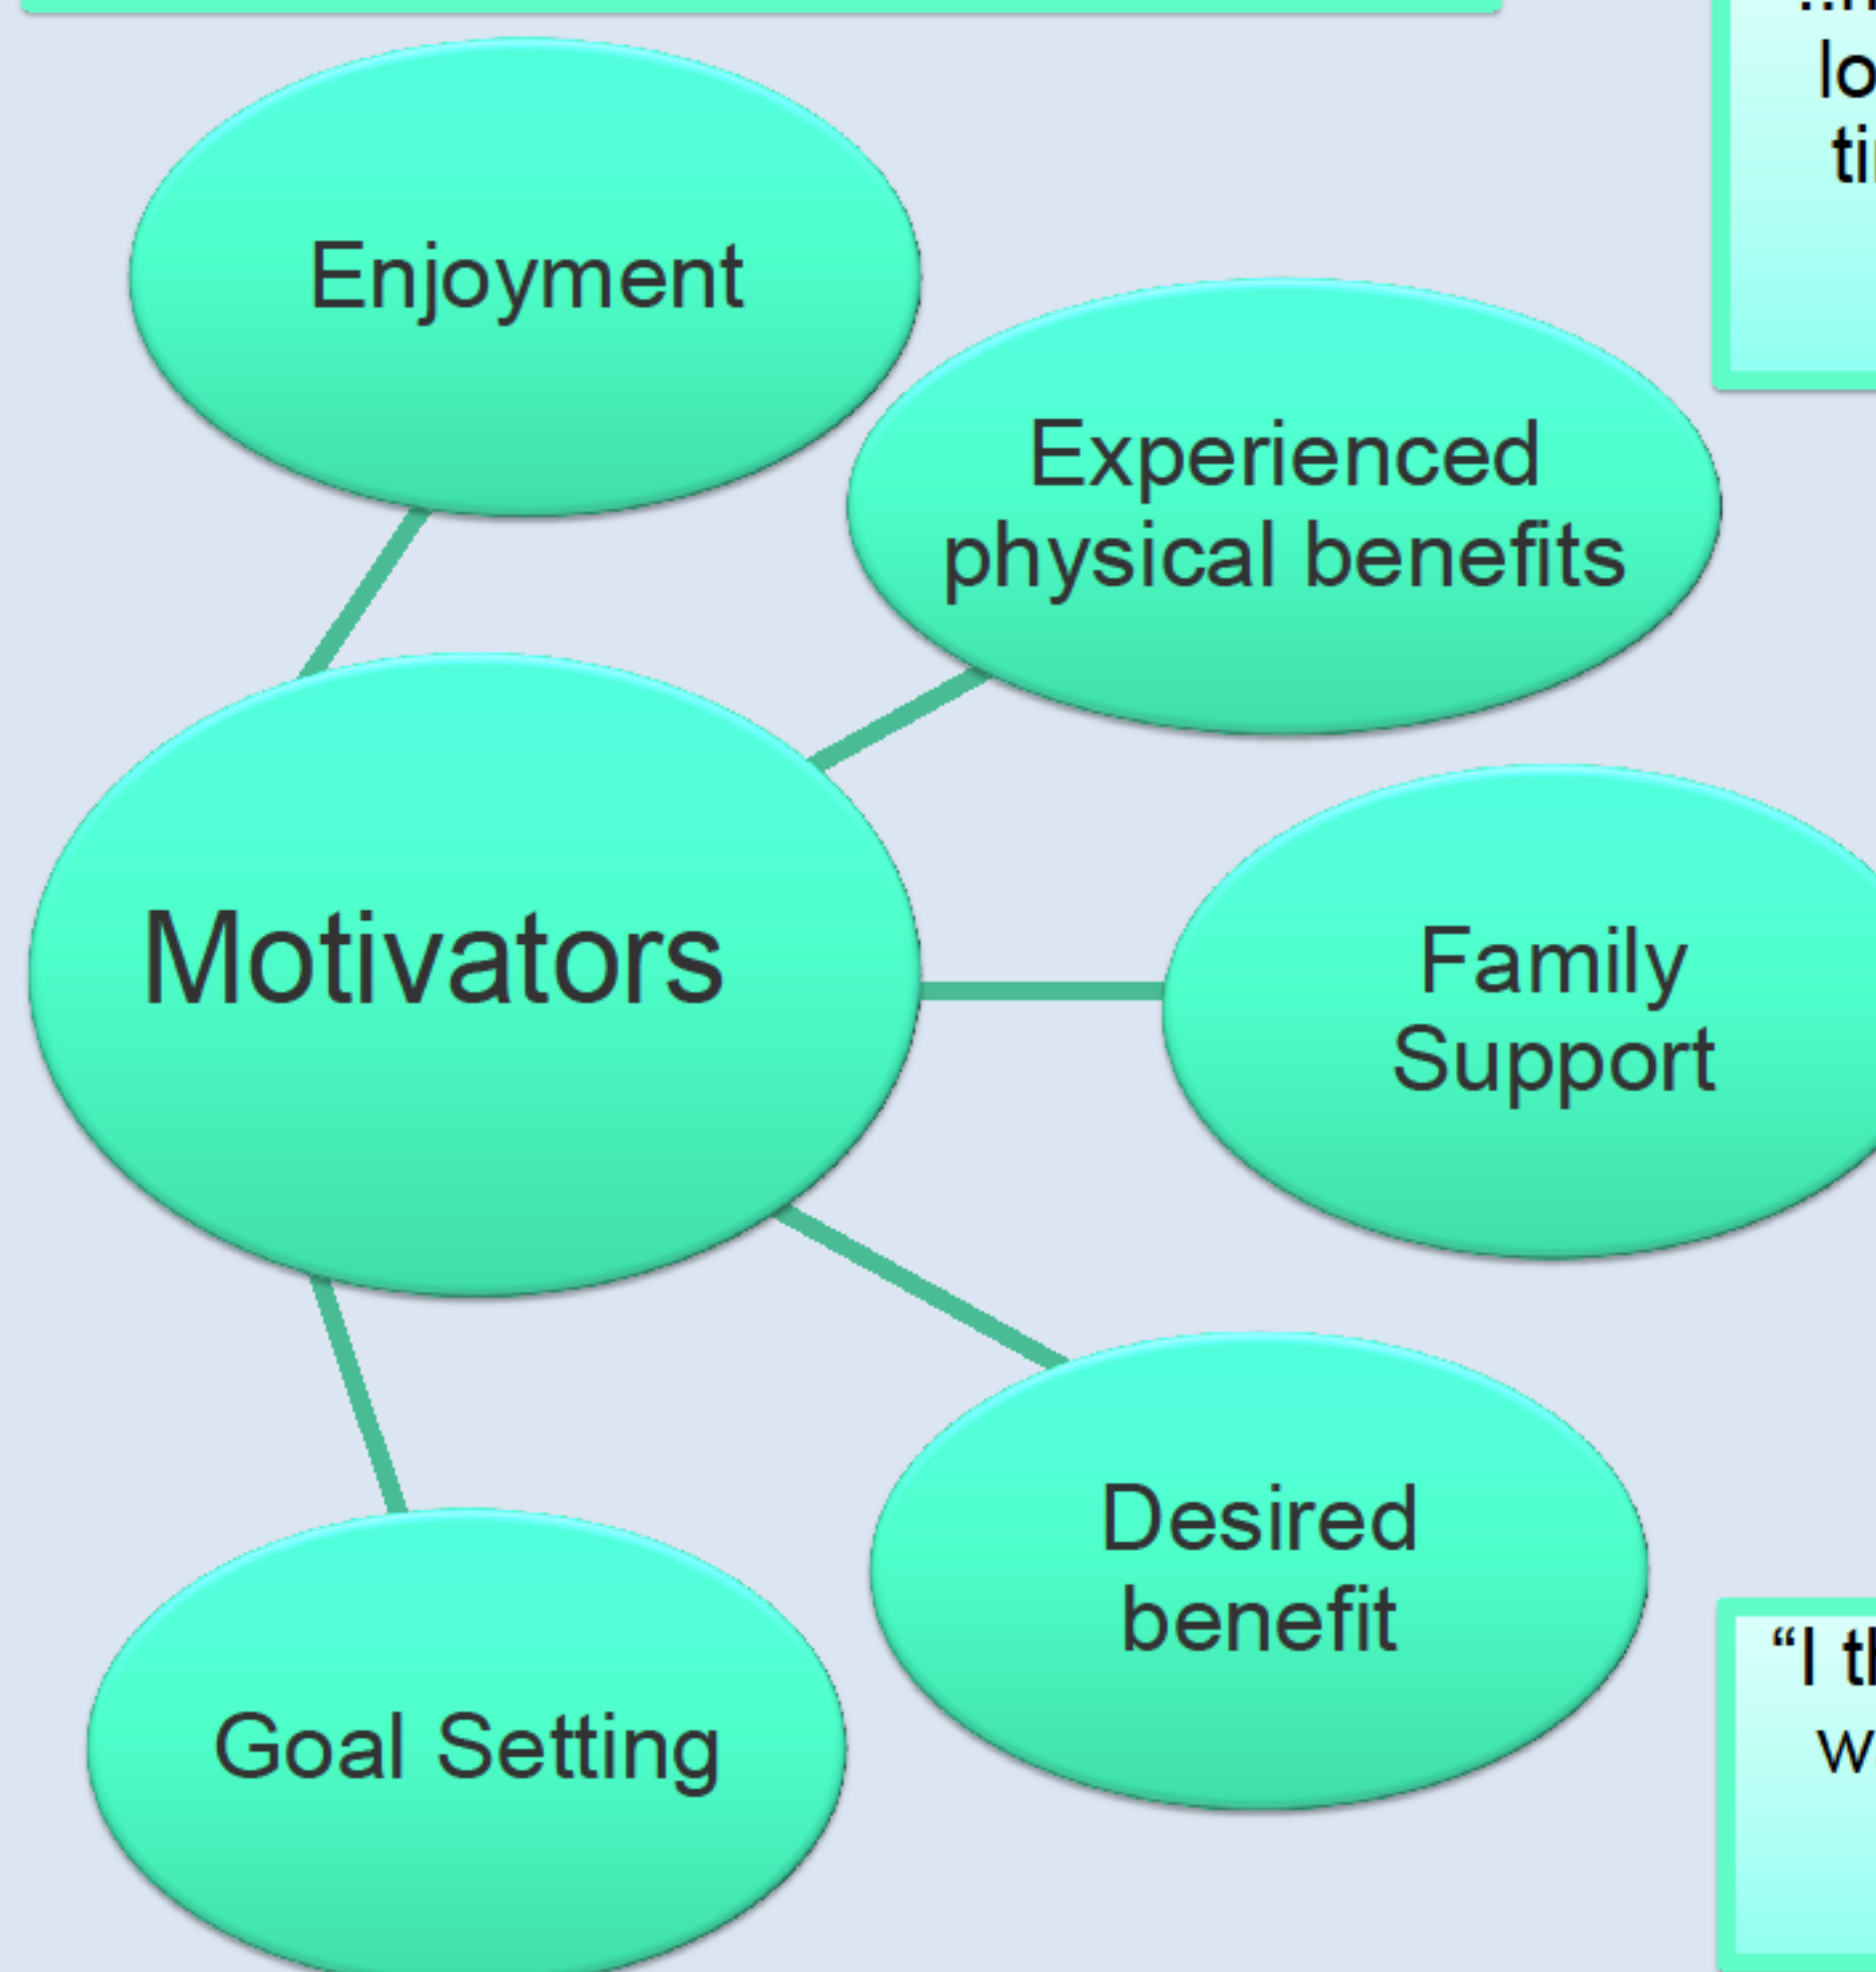 Enjoyment
Experienced
physical benefits
Motivators
Family
Support
Desired
benefit
Goal Setting
“I